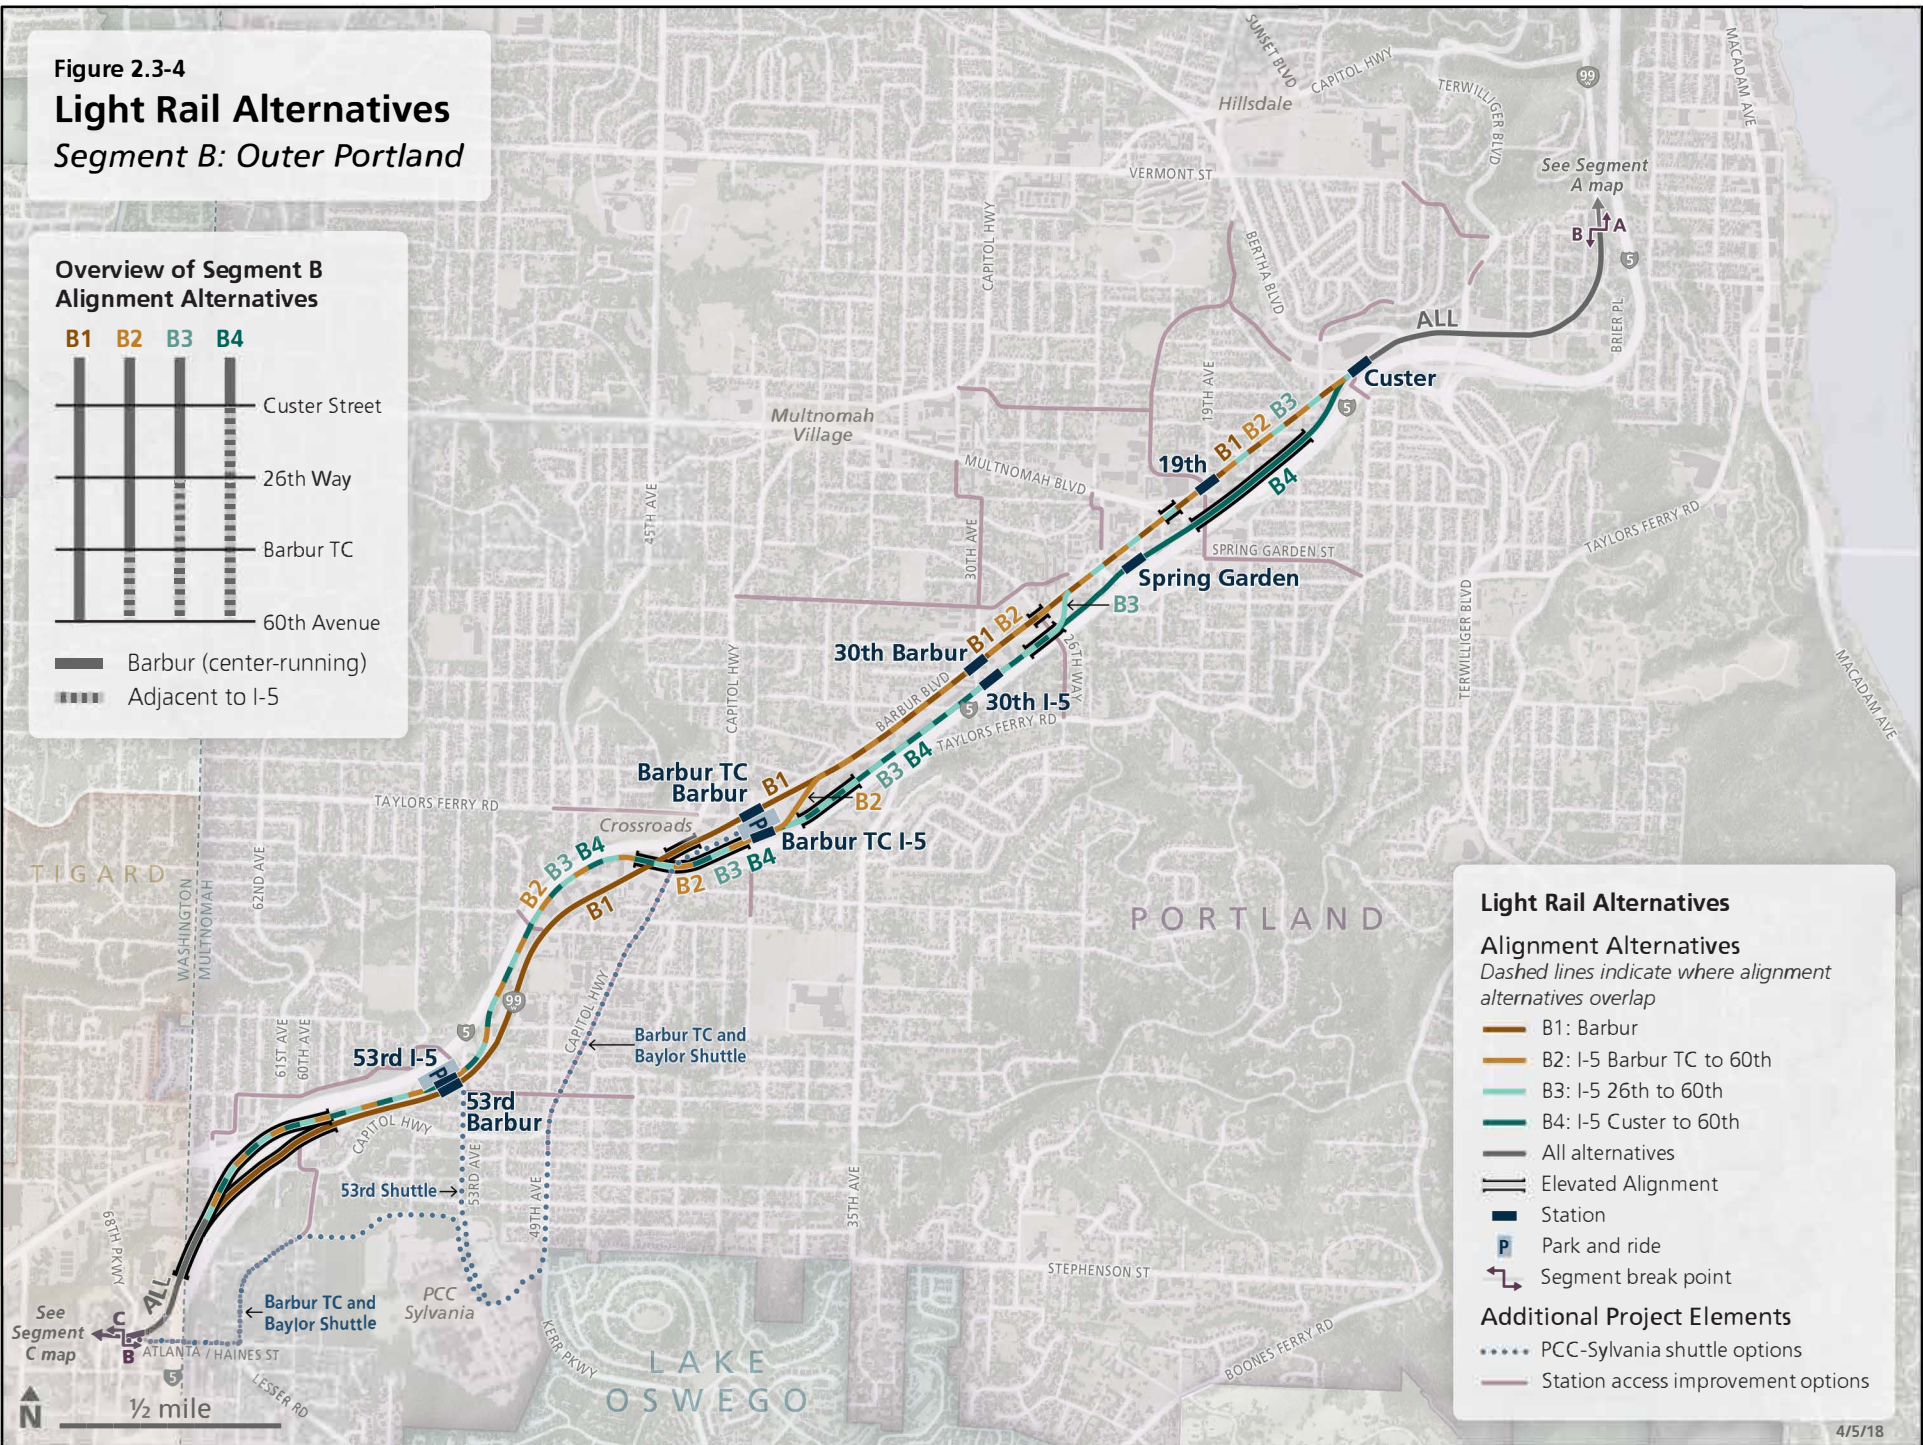 Figure 2.3-4
Light Rail Alternatives
Segment B: Outer Portland
Overview of Segment B
Alignment Alternatives
B1 B2 B3 B4
Custer Street
26th Way
Barbur TC
60th Avenue
Barbur (center-running)
Adjacent to I-5
SUNSET BLVD
CAPITOL HWY
Hillsdale
99
TERWILLIGER BLVD
MACADAM AVE
VERMONT ST
See Segment
A map
B A
5
CAPITOL HWY
BERTHA BLVD
BRIER PL
ALL
Custer
5
19TH AVE
B1 B2 B3
Multnomah
Village
MULTNOMAH BLVD
19th
B4
45TH AVE
30TH AVE
SPRING GARDEN ST
TAYLORS FERRY RD
Spring Garden
B3
TERWILLIGER BLVD
B1 B2
30th Barbur
26TH WAY
CAPITOL HWY
BARBUR BLVD
5
30th I-5
TAYLORS FERRY RD
MACADAM AVE
B3 B4
Barbur TC
Barbur
B1
B2
TAYLORS FERRY RD
Crossroads
P
Barbur TC I-5
B2 B3 B4
B2 B3 B4
B1
TIGARD
62ND AVE
WASHINGTON
MULTNOMAH
PORTLAND
99
5
CAPITOL HWY
Barbur TC and
Baylor Shuttle
61ST AVE
60TH AVE
53rd I-5
P
53rd
Barbur
CAPITOL HWY
53rd Shuttle
53RD AVE
49TH AVE
35TH AVE
68TH PKWY
ALL
PCC
Sylvania
STEPHENSON ST
Barbur TC and
Baylor Shuttle
See
Segment
C map
C
B
ATLANTA / HAINES ST
5
LESSER RD
KERR PKWY
LAKE
OSWEGO
BOONES FERRY RD
N
½ mile
Light Rail Alternatives
Alignment Alternatives
Dashed lines indicate where alignment
alternatives overlap
B1: Barbur
B2: I-5 Barbur TC to 60th
B3: I-5 26th to 60th
B4: I-5 Custer to 60th
All alternatives
Elevated Alignment
Station
P Park and ride
Segment break point
Additional Project Elements
PCC-Sylvania shuttle options
Station access improvement options
4/5/18